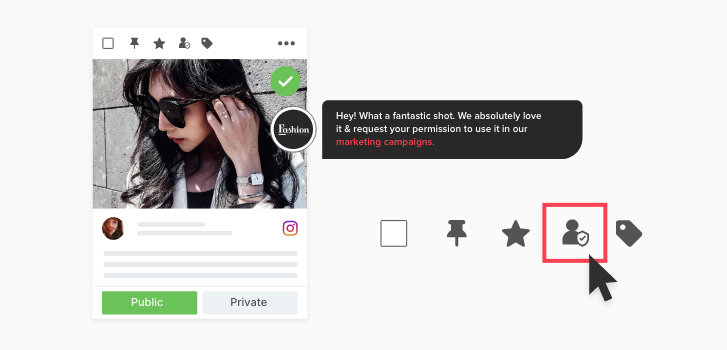 Fashion
Hey! What a fantastic shot. We absolutely love
it & request your permission to use it in our
marketing campaigns.
Public
Private